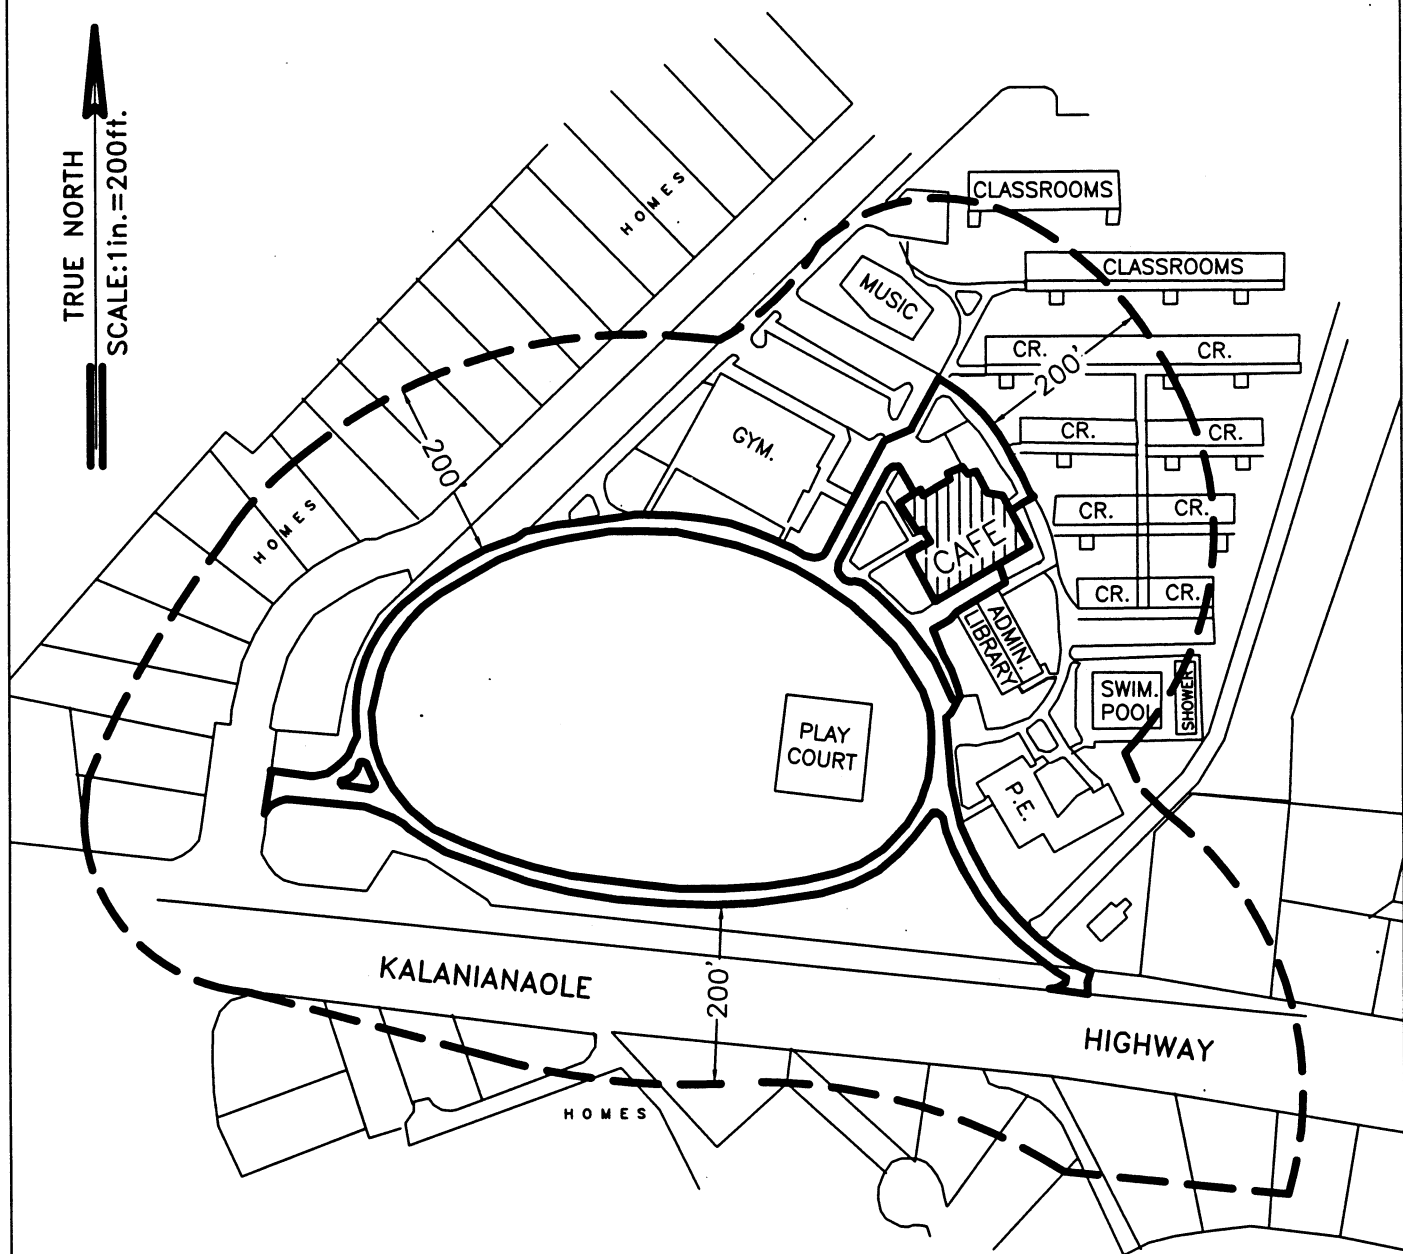 TRUE NORTH
SCALE:1in.=200ft.
HOMES
CLASSROOMS
CLASSROOMS
MUSIC
CR.
CR.
200'
CR.
CR.
GYM.
200'
CR.
CR.
HOMES
CAFE
CR.
CR.
ADMIN.
LIBRARY
SWIM.
POOL
SHOWER
PLAY
COURT
P.E.
KALANIANAOLE
200'
HIGHWAY
HOMES